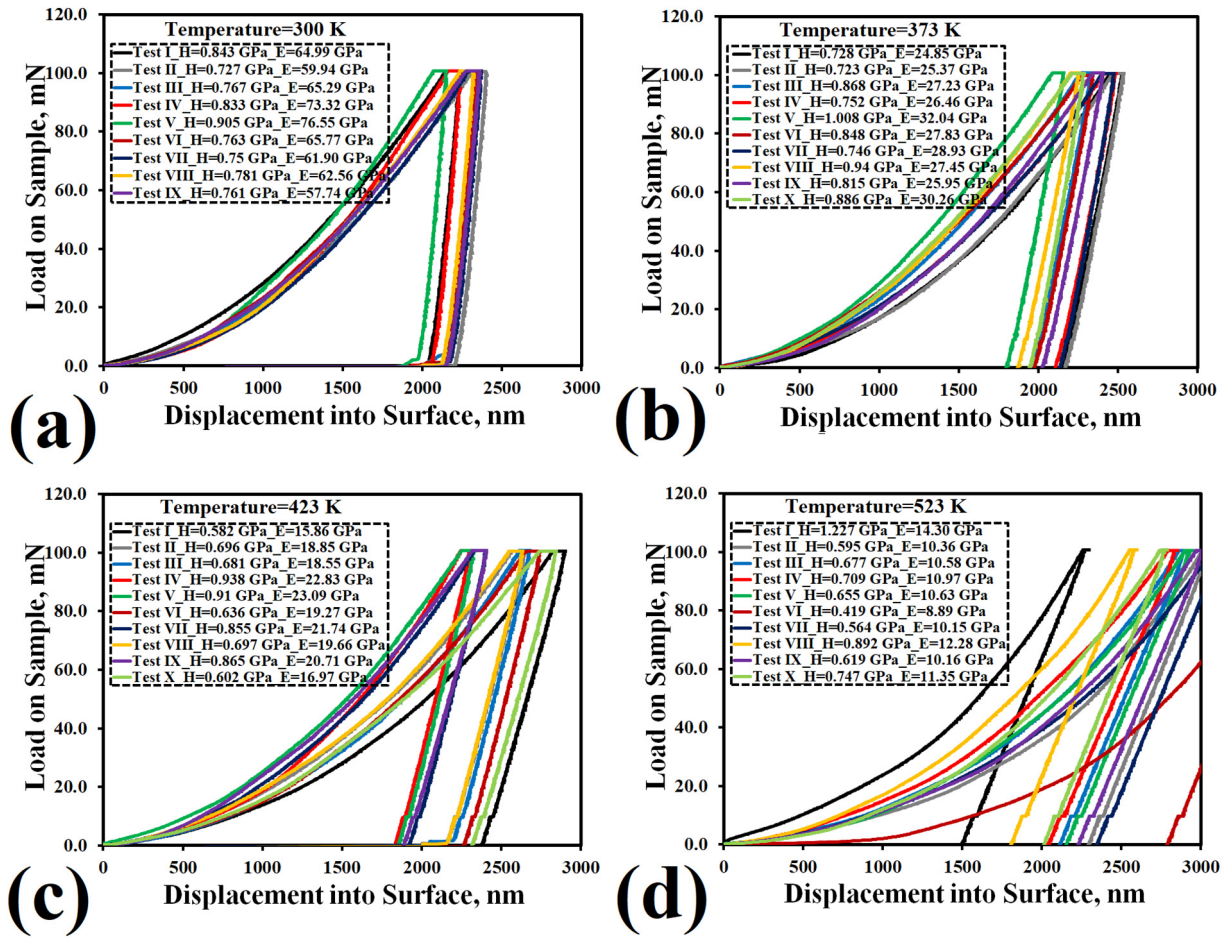 120.0
100.0
80.0
60.0
40.0
20.0
0.0
Load on Sample, mN
Temperature=300 K
Test I_H=0.843 GPa_E=64.99 GPa
Test II_H=0.727 GPa_E=59.94 GPa
Test III_H=0.767 GPa_E=65.29 GPa
Test IV_H=0.833 GPa_E=73.32 GPa
Test V_H=0.905 GPa_E=76.55 GPa
Test VI_H=0.763 GPa_E=65.77 GPa
Test VII_H=0.75 GPa_E=61.90 GPa
Test VIII_H=0.781 GPa_E=62.56 GPa
Test IX_H=0.761 GPa_E=57.74 GPa
0 500 1000 1500 2000 2500 3000
Displacement into Surface, nm
(a)
120.0
100.0
80.0
60.0
40.0
20.0
0.0
Load on Sample, mN
Temperature=373 K
Test I_H=0.728 GPa_E=24.85 GPa
Test II_H=0.723 GPa_E=25.37 GPa
Test III_H=0.868 GPa_E=27.23 GPa
Test IV_H=0.752 GPa_E=26.46 GPa
Test V_H=1.008 GPa_E=32.04 GPa
Test VI_H=0.848 GPa_E=27.83 GPa
Test VII_H=0.746 GPa_E=28.93 GPa
Test VIII_H=0.94 GPa_E=27.45 GPa
Test IX_H=0.815 GPa_E=25.95 GPa
Test X_H=0.886 GPa_E=30.26 GPa
0 500 1000 1500 2000 2500 3000
Displacement into Surface, nm
(b)
120.0
100.0
80.0
60.0
40.0
20.0
0.0
Load on Sample, mN
Temperature=423 K
Test I_H=0.582 GPa_E=15.86 GPa
Test II_H=0.696 GPa_E=18.85 GPa
Test III_H=0.681 GPa_E=18.55 GPa
Test IV_H=0.938 GPa_E=22.83 GPa
Test V_H=0.91 GPa_E=23.09 GPa
Test VI_H=0.636 GPa_E=19.27 GPa
Test VII_H=0.855 GPa_E=21.74 GPa
Test VIII_H=0.697 GPa_E=19.66 GPa
Test IX_H=0.865 GPa_E=20.71 GPa
Test X_H=0.602 GPa_E=16.97 GPa
0 500 1000 1500 2000 2500 3000
Displacement into Surface, nm
(c)
120.0
100.0
80.0
60.0
40.0
20.0
0.0
Load on Sample, mN
Temperature=523 K
Test I_H=1.227 GPa_E=14.30 GPa
Test II_H=0.595 GPa_E=10.36 GPa
Test III_H=0.677 GPa_E=10.58 GPa
Test IV_H=0.709 GPa_E=10.97 GPa
Test V_H=0.655 GPa_E=10.63 GPa
Test VI_H=0.419 GPa_E=8.89 GPa
Test VII_H=0.564 GPa_E=10.15 GPa
Test VIII_H=0.892 GPa_E=12.28 GPa
Test IX_H=0.619 GPa_E=10.16 GPa
Test X_H=0.747 GPa_E=11.35 GPa
0 500 1000 1500 2000 2500 3000
Displacement into Surface, nm
(d)